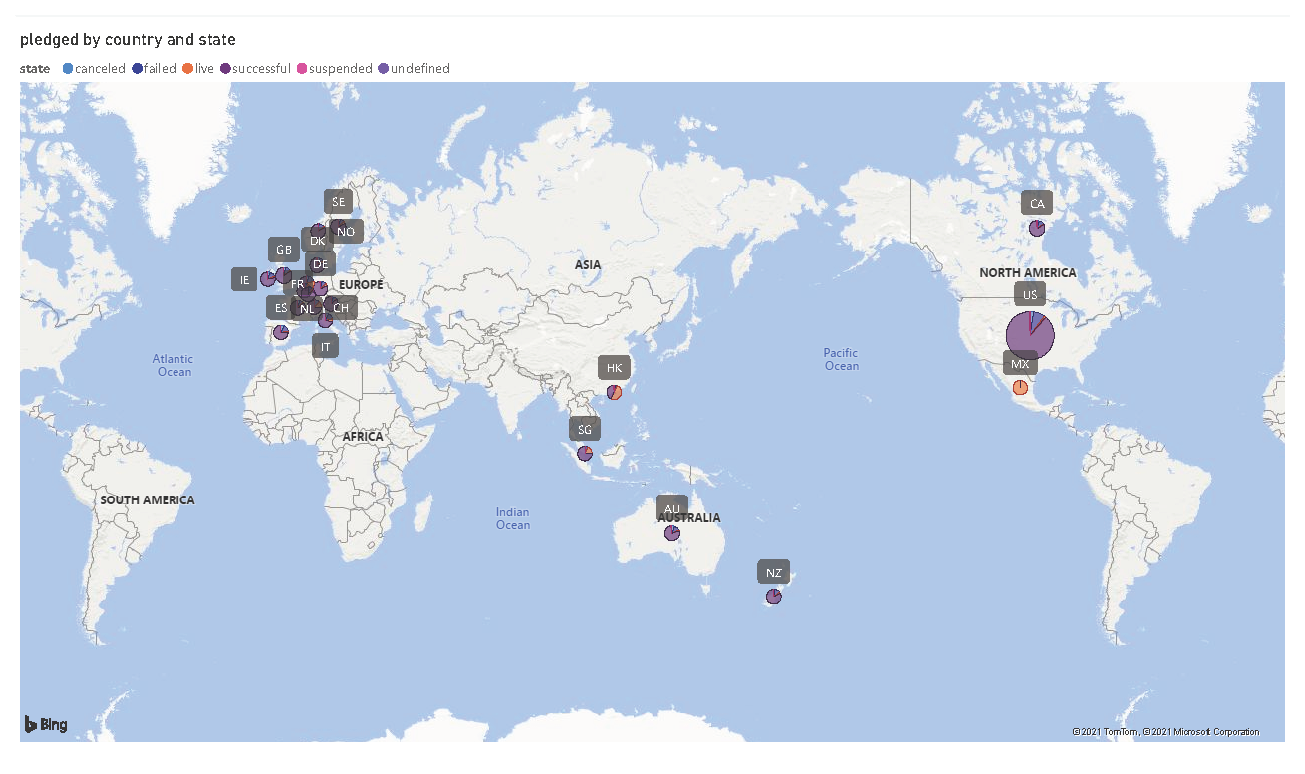 pledged by country and state
state canceled failed live successful suspended undefined
SE
CA
NO
DK
GB
DE
ASIA
NORTH AMERICA
IE
FR
EUROPE
US
ES
NL
CH
IT
Atlantic
Ocean
Pacific
Ocean
HK
MX
SG
AFRICA
SOUTH AMERICA
Indian
Ocean
AU
AUSTRALIA
NZ
Bing
©2021 TomTom, ©2021 Microsoft Corporation